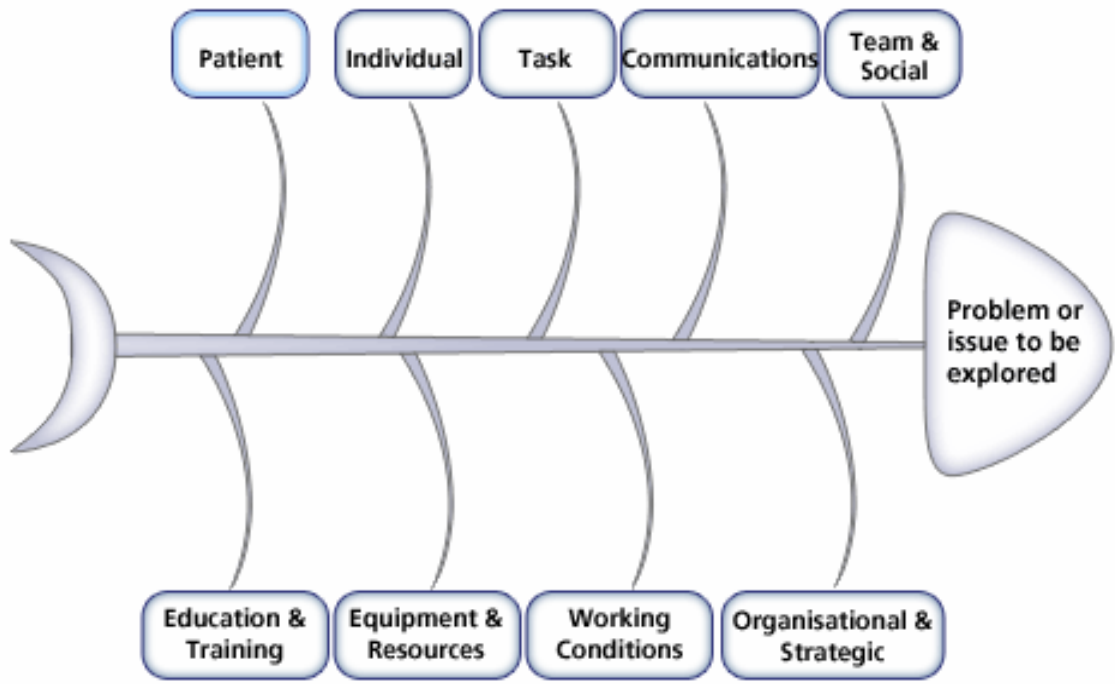 Patient
Individual
Task
Communications
Team &
Social
Problem or
issue to be
explored
Education &
Training
Equipment &
Resources
Working
Conditions
Organisational &
Strategic